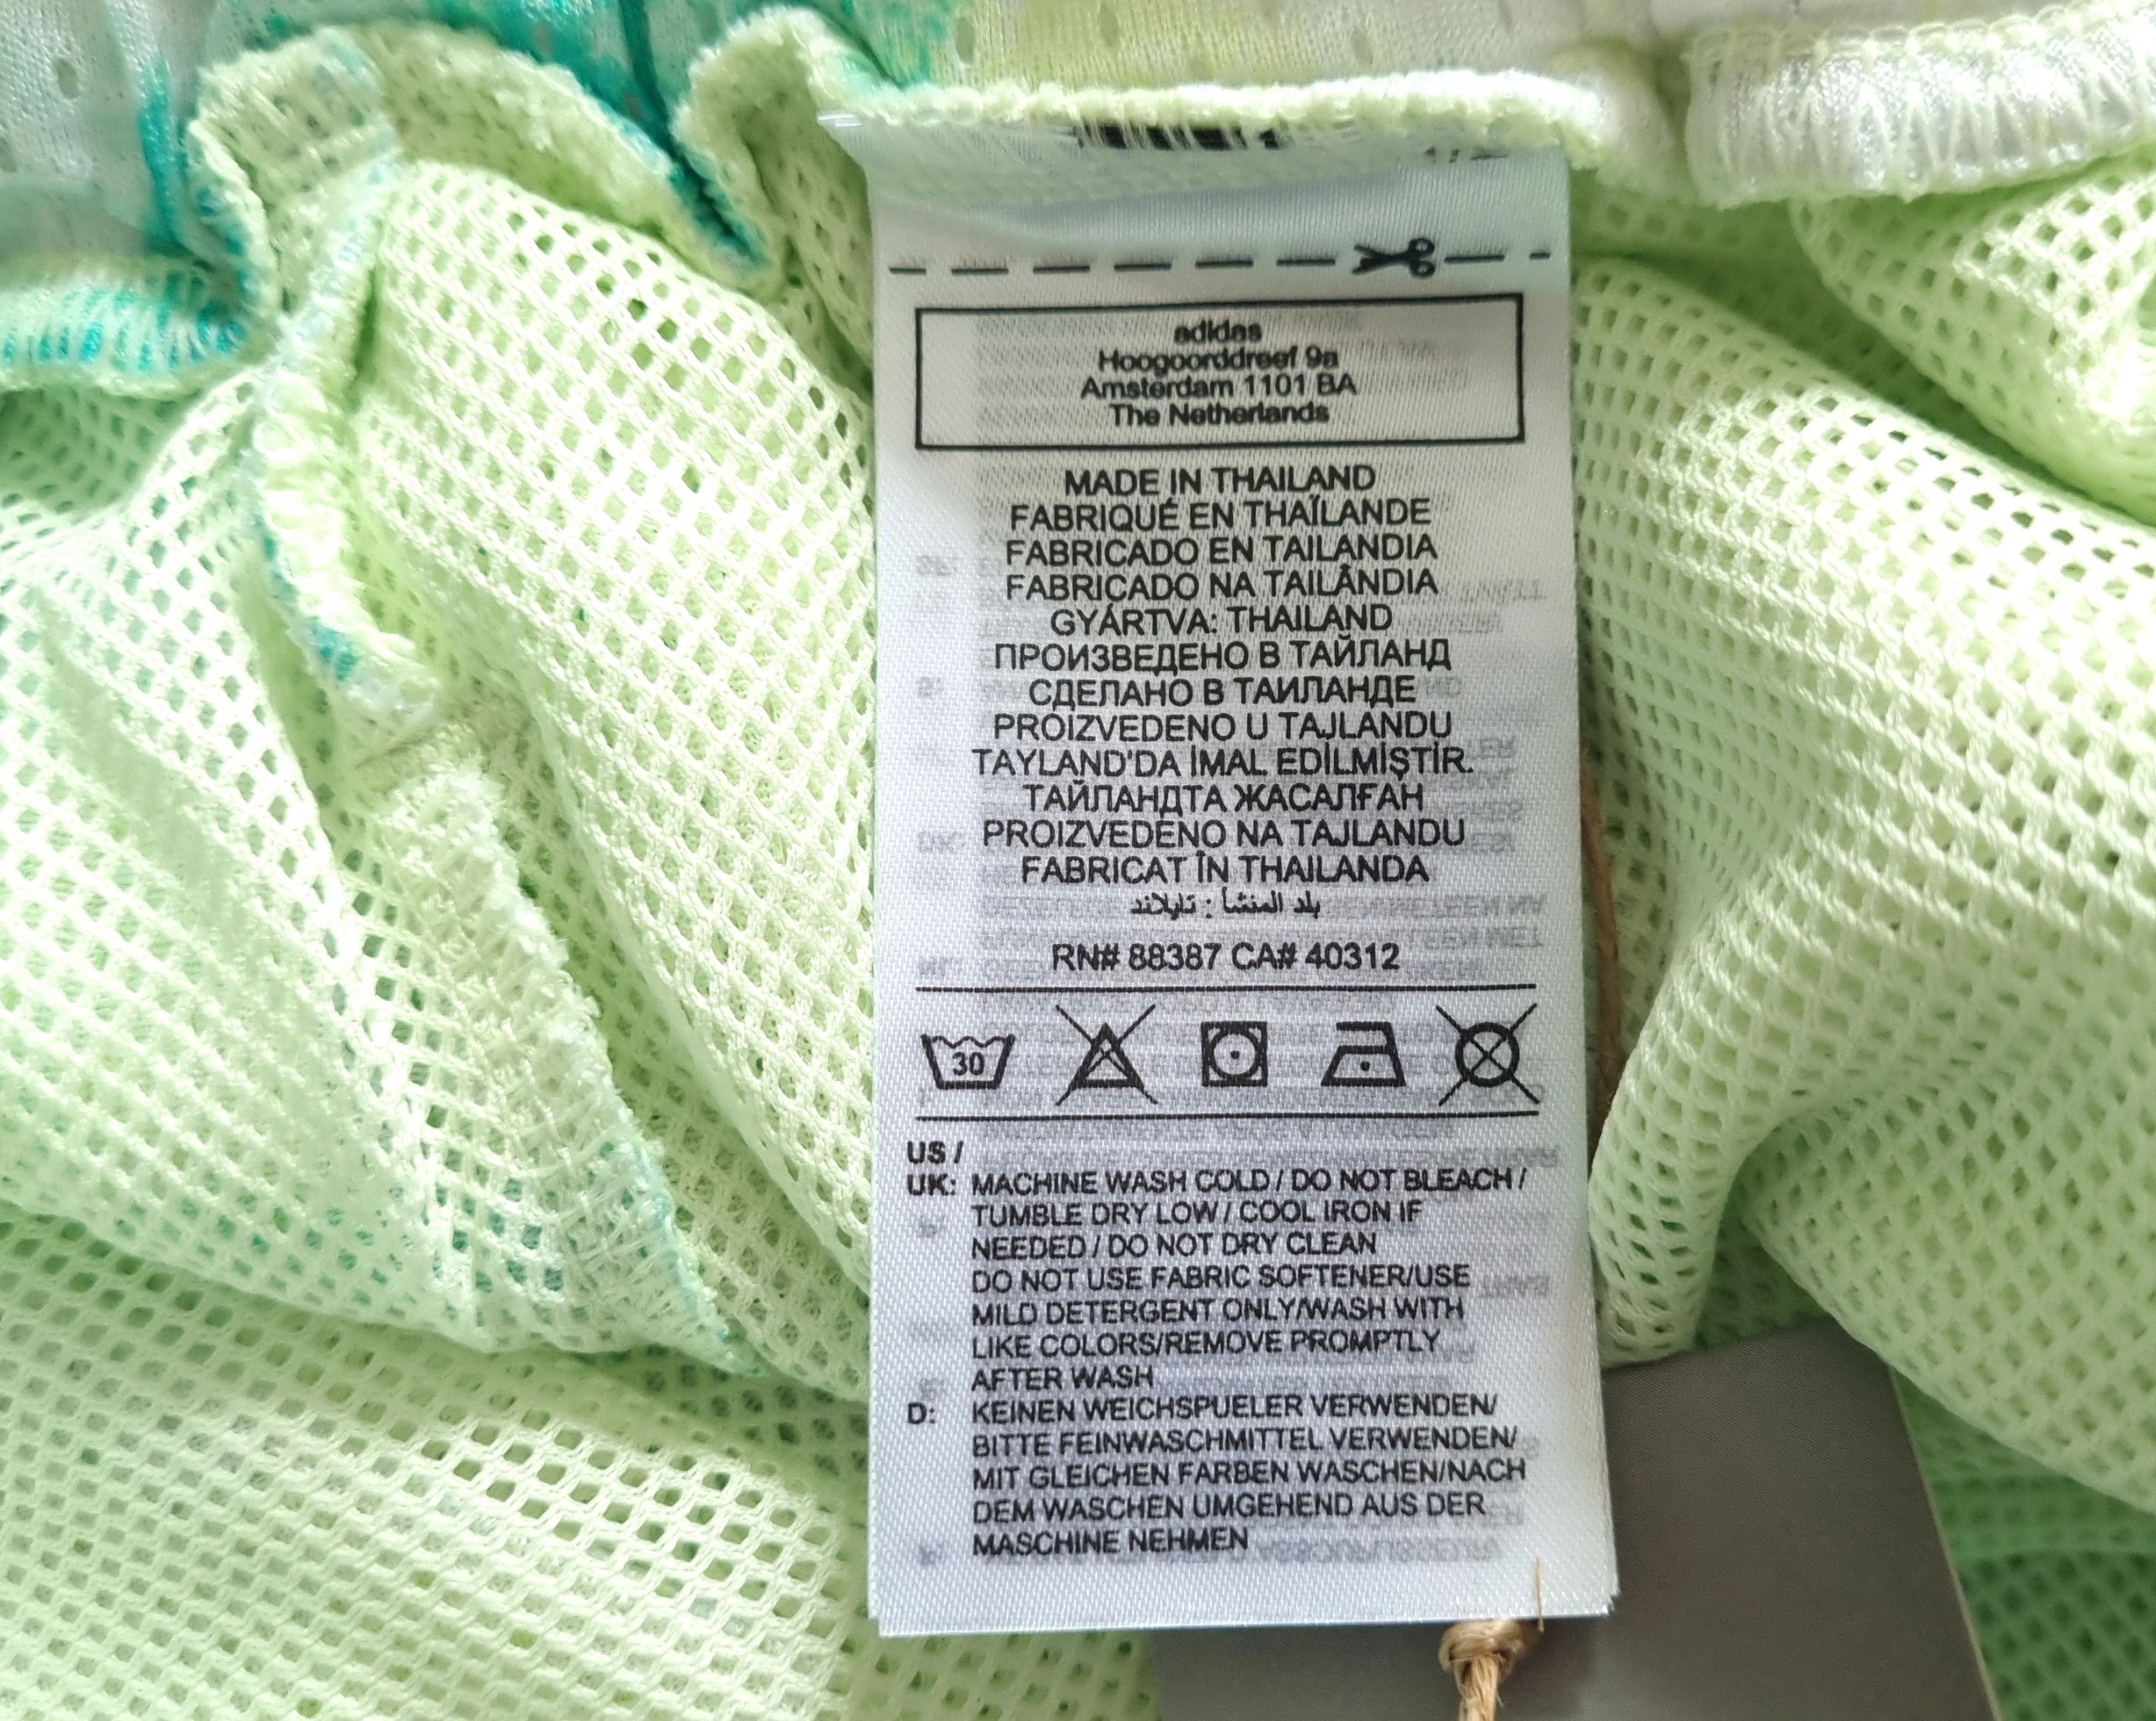 adidas
Hoogoorddreef 9a
Amsterdam 1101 BA
The Netherlands
MADE IN THAILAND
FABRIQUÉ EN THAÏLANDE
FABRICADO EN TAILANDIA
FABRICADO NA TAILÂNDIA
GYÁRTVA: THAILAND
ПРОИЗВЕДЕНО В ТАЙЛАНД
СДЕЛАНО В ТАИЛАНДЕ
PROIZVEDENO U TAJLANDU
TAYLAND'DA İMAL EDİLMİŞTİR.
ТАЙЛАНДТА ЖАСАЛҒАН
PROIZVEDENO NA TAJLANDU
FABRICAT ÎN THAILANDA
بلد المنشأ : تايلاند
RN# 88387 CA# 40312
30
US /
UK: MACHINE WASH COLD / DO NOT BLEACH /
TUMBLE DRY LOW / COOL IRON IF
NEEDED / DO NOT DRY CLEAN
DO NOT USE FABRIC SOFTENER/USE
MILD DETERGENT ONLY/WASH WITH
LIKE COLORS/REMOVE PROMPTLY
AFTER WASH
D: KEINEN WEICHSPUELER VERWENDEN/
BITTE FEINWASCHMITTEL VERWENDEN/
MIT GLEICHEN FARBEN WASCHEN/NACH
DEM WASCHEN UMGEHEND AUS DER
MASCHINE NEHMEN